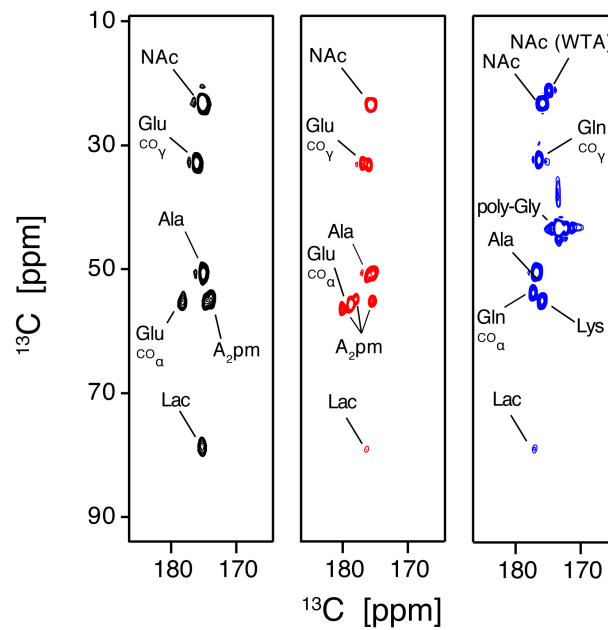 10
30
50
70
90
¹³C [ppm]
NAc
Glu
COγ
Ala
Glu
COα
A₂pm
Lac
180 170
NAc
Glu
COγ
Ala
Glu
COα
A₂pm
Lac
180 170
NAc (WTA)
NAc
Gln
COγ
poly-Gly
Ala
Gln
COα
Lys
Lac
180 170
¹³C [ppm]